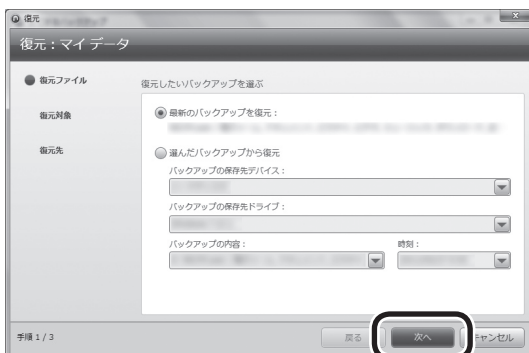 復元
復元：マイ データ
復元ファイル
復元したいバックアップを選ぶ
復元対象
最新のバックアップを復元：
復元先
選んだバックアップから復元
バックアップの保存先デバイス：
バックアップの保存先ドライブ：
バックアップの内容： 時刻：
手順 1 / 3 戻る 次へ キャンセル